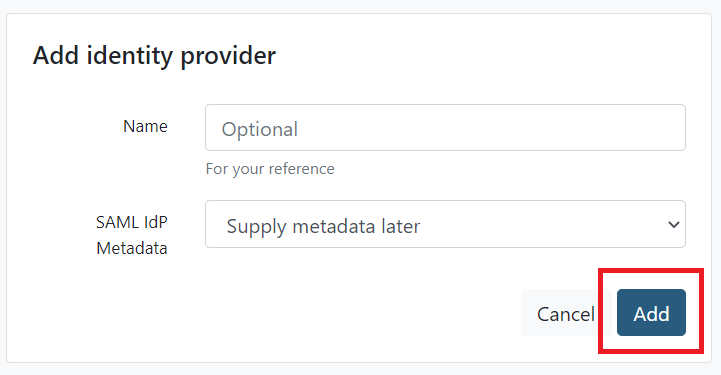 Add identity provider
Name
Optional
For your reference
SAML IdP
Metadata
Supply metadata later
Cancel
Add